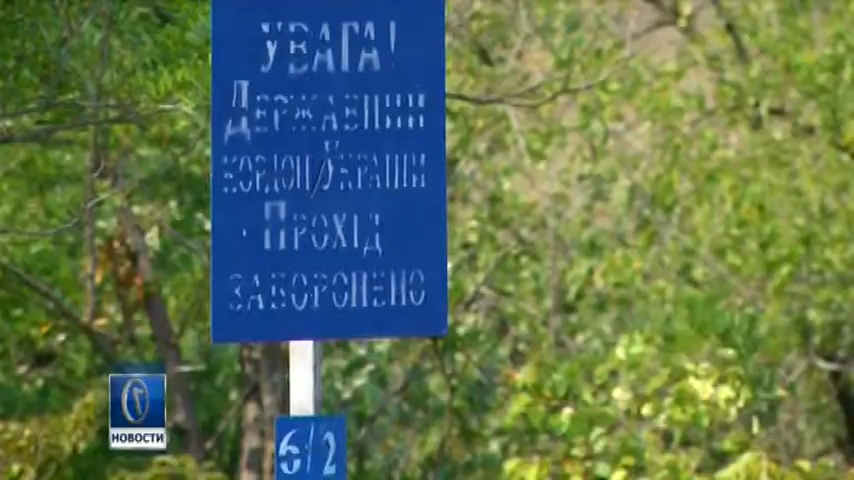 УВАГА!
ДЕРЖАВНИЙ
КОРДОН УКРАЇНИ
ПРОХІД
ЗАБОРОНЕНО
6/2
НОВОСТИ